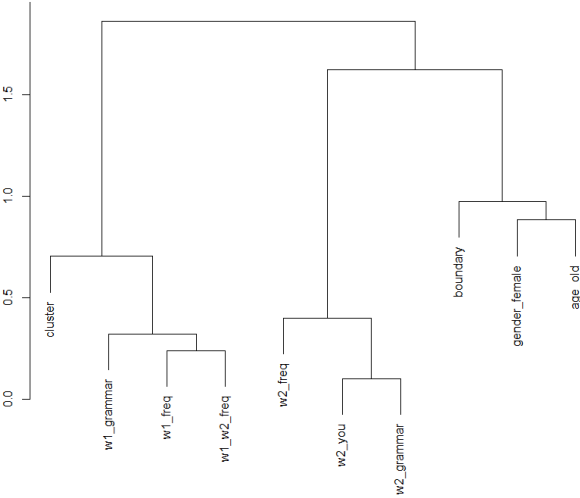 1.5
1.0
0.5
0.0
cluster
w1_grammar
w1_freq
w1_w2_freq
w2_freq
w2_you
w2_grammar
boundary
gender_female
age_old